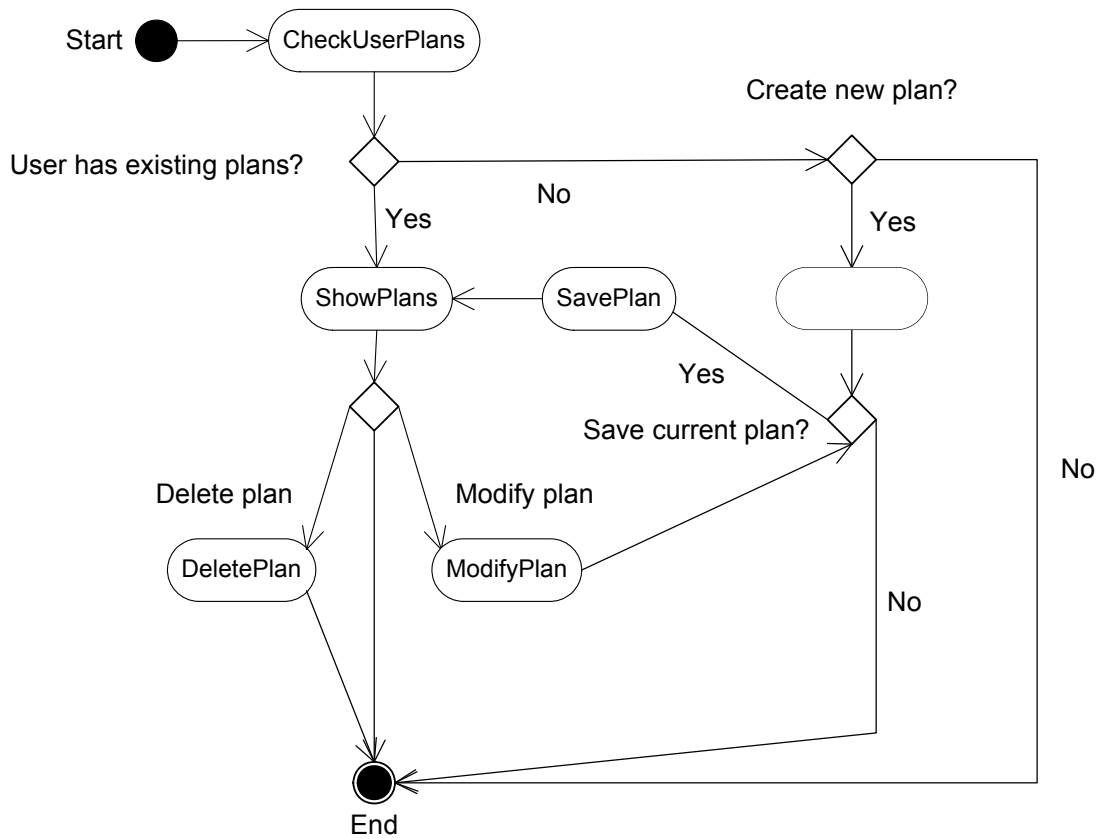 Start
CheckUserPlans
Create new plan?
User has existing plans?
No
Yes
Yes
ShowPlans
SavePlan
Yes
Save current plan?
No
Delete plan
Modify plan
DeletePlan
ModifyPlan
No
End